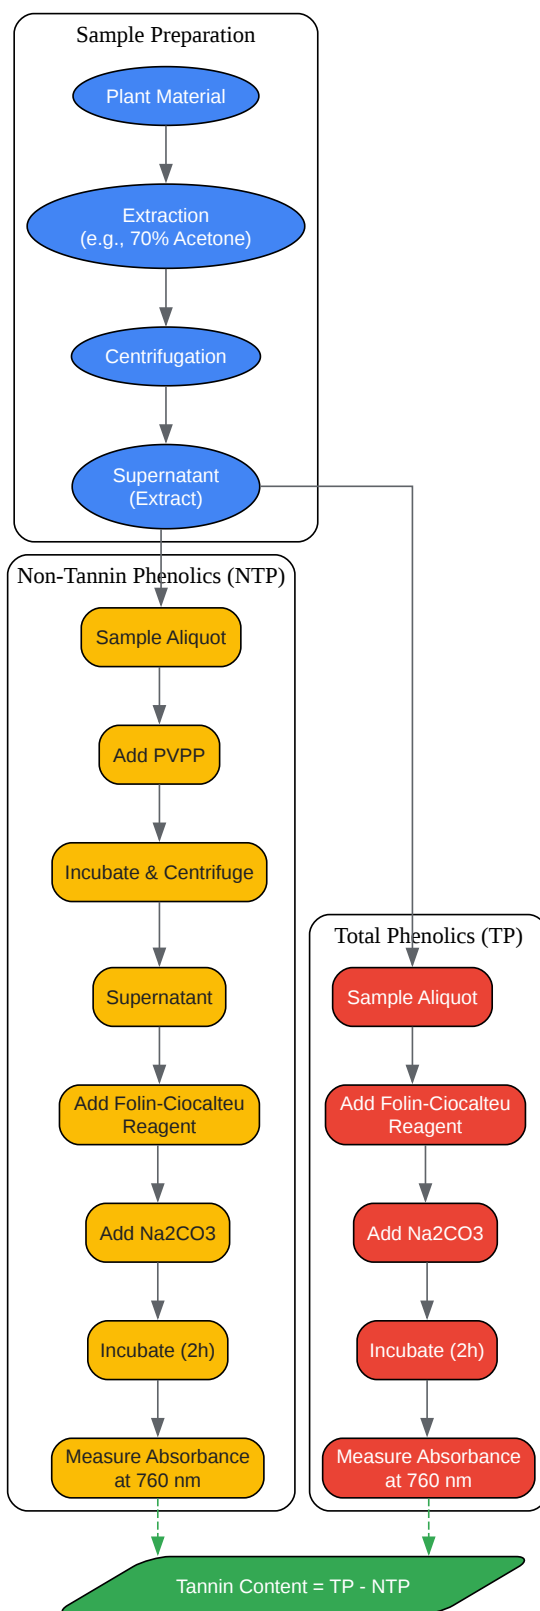 Sample Preparation
Plant Material
Extraction
(e.g., 70% Acetone)
Centrifugation
Supernatant
(Extract)
Non-Tannin Phenolics (NTP)
Sample Aliquot
Add PVPP
Incubate & Centrifuge
Supernatant
Add Folin-Ciocalteu
Reagent
Add Na2CO3
Incubate (2h)
Measure Absorbance
at 760 nm
Total Phenolics (TP)
Sample Aliquot
Add Folin-Ciocalteu
Reagent
Add Na2CO3
Incubate (2h)
Measure Absorbance
at 760 nm
Tannin Content = TP - NTP